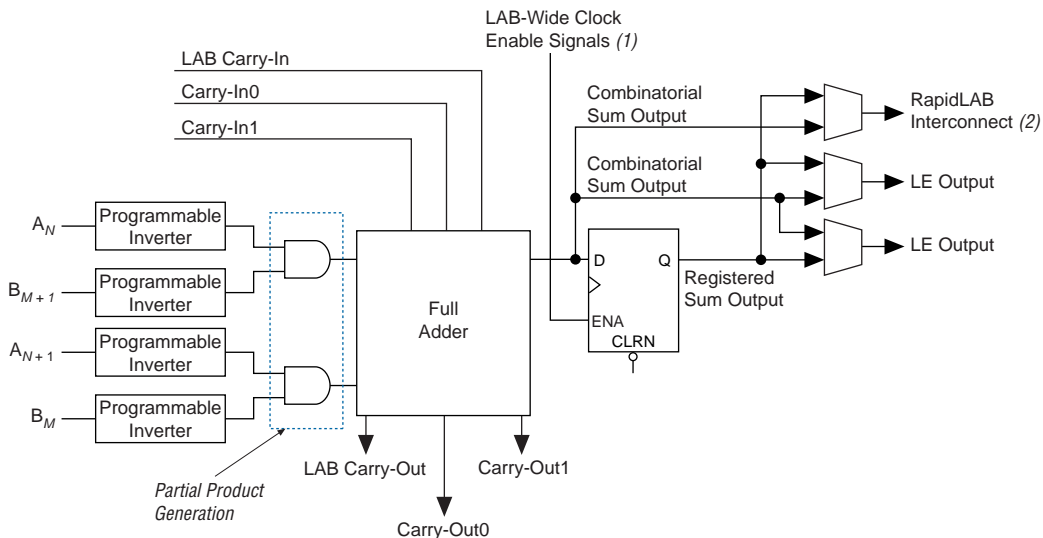 LAB-Wide Clock
Enable Signals (1)
LAB Carry-In
Carry-In0
Carry-In1
Combinatorial
Sum Output
RapidLAB
Interconnect (2)
Combinatorial
Sum Output
LE Output
LE Output
A_N
Programmable
Inverter
B_{M + 1}
Programmable
Inverter
A_{N + 1}
Programmable
Inverter
B_M
Programmable
Inverter
Full
Adder
D
Q
ENA
CLRN
Registered
Sum Output
LAB Carry-Out
Carry-Out1
Carry-Out0
Partial Product
Generation